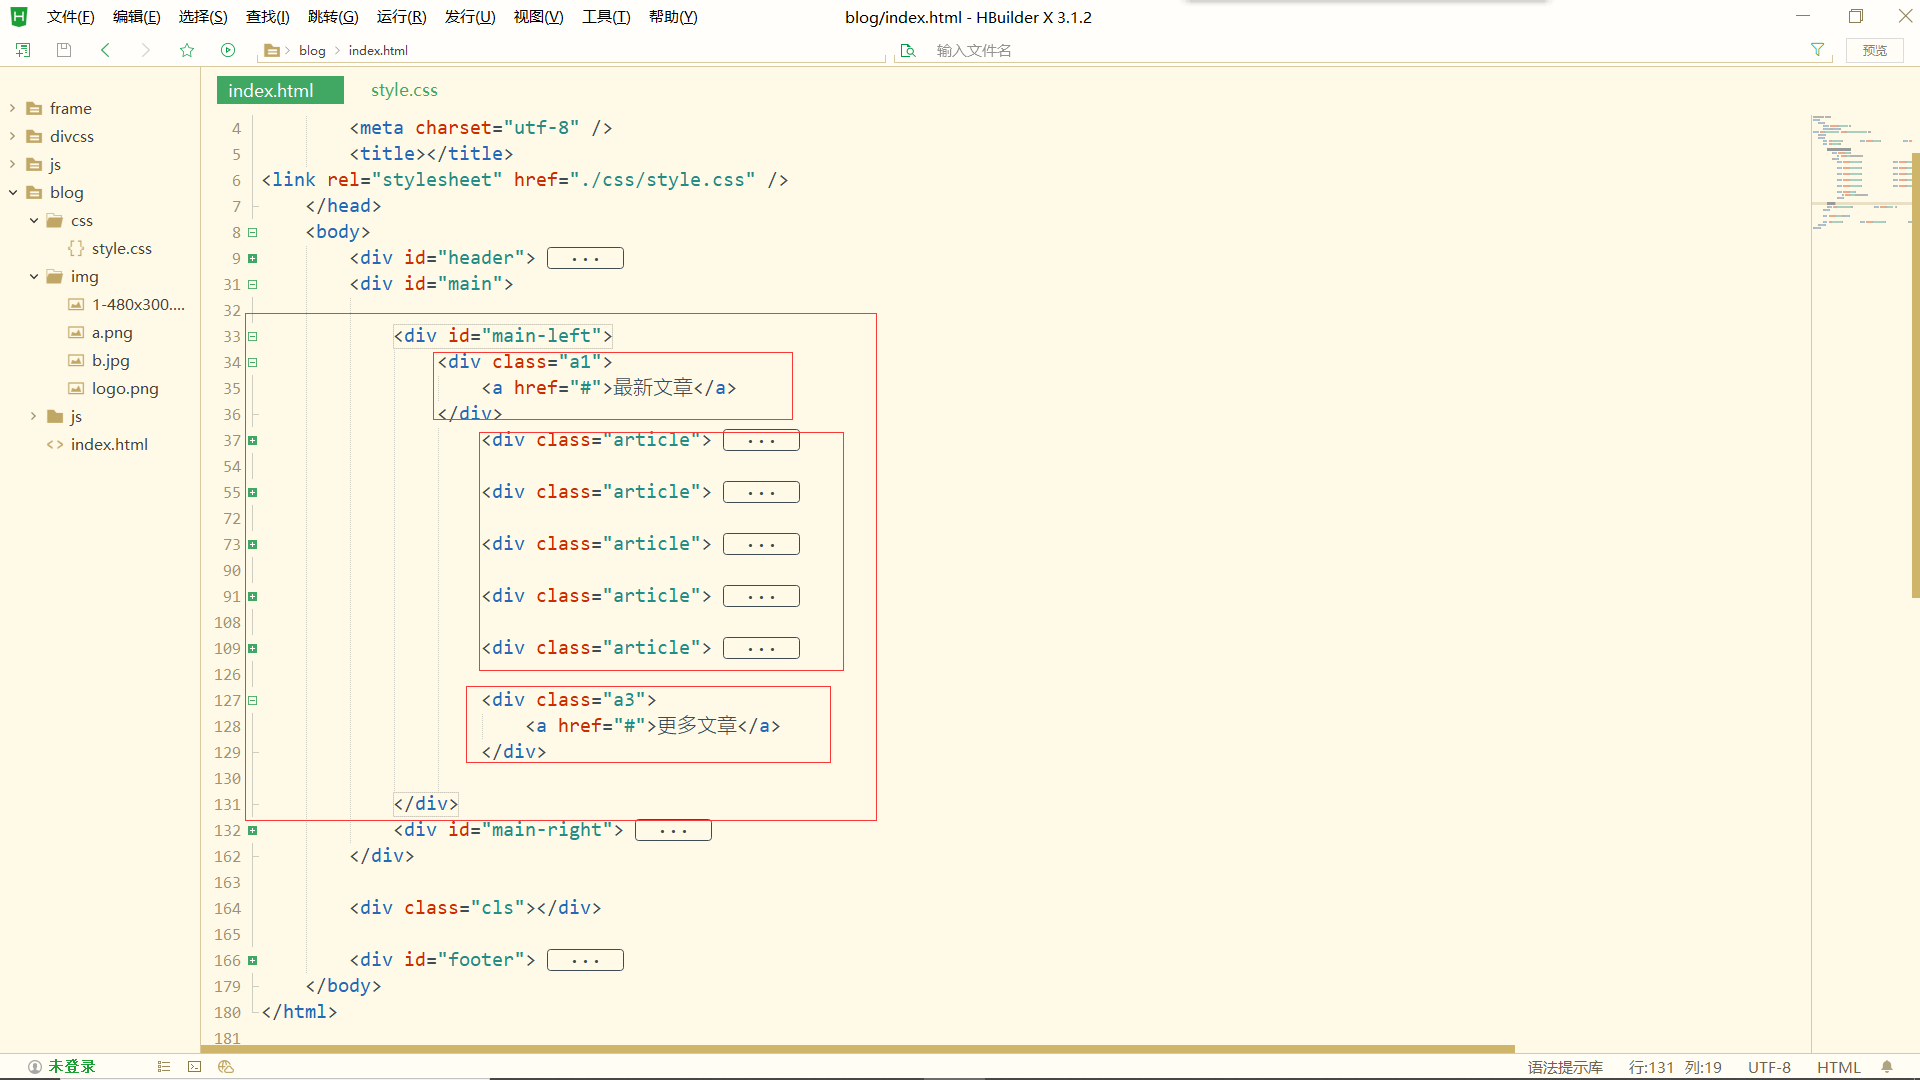 文件(F) 编辑(E) 选择(S) 查找(I) 跳转(G) 运行(R) 发行(U) 视图(V) 工具(T) 帮助(Y) blog/index.html - HBuilder X 3.1.2
blog index.html 输入文件名 预览
frame
divcss
js
blog
css
style.css
img
1-480x300....
a.png
b.jpg
logo.png
js
index.html
index.html style.css
4 <meta charset="utf-8" />
5 <title></title>
6 <link rel="stylesheet" href="./css/style.css" />
7 </head>
8 <body>
9 <div id="header"> ...
31 <div id="main">
32
33 <div id="main-left">
34 <div class="a1">
35 <a href="#">最新文章</a>
36 </div>
37 <div class="article"> ...
54
55 <div class="article"> ...
72
73 <div class="article"> ...
90
91 <div class="article"> ...
108
109 <div class="article"> ...
126
127 <div class="a3">
128 <a href="#">更多文章</a>
129 </div>
130
131 </div>
132 <div id="main-right"> ...
162 </div>
163
164 <div class="cls"></div>
165
166 <div id="footer"> ...
179 </body>
180 </html>
181
未登录 语法提示库 行:131 列:19 UTF-8 HTML